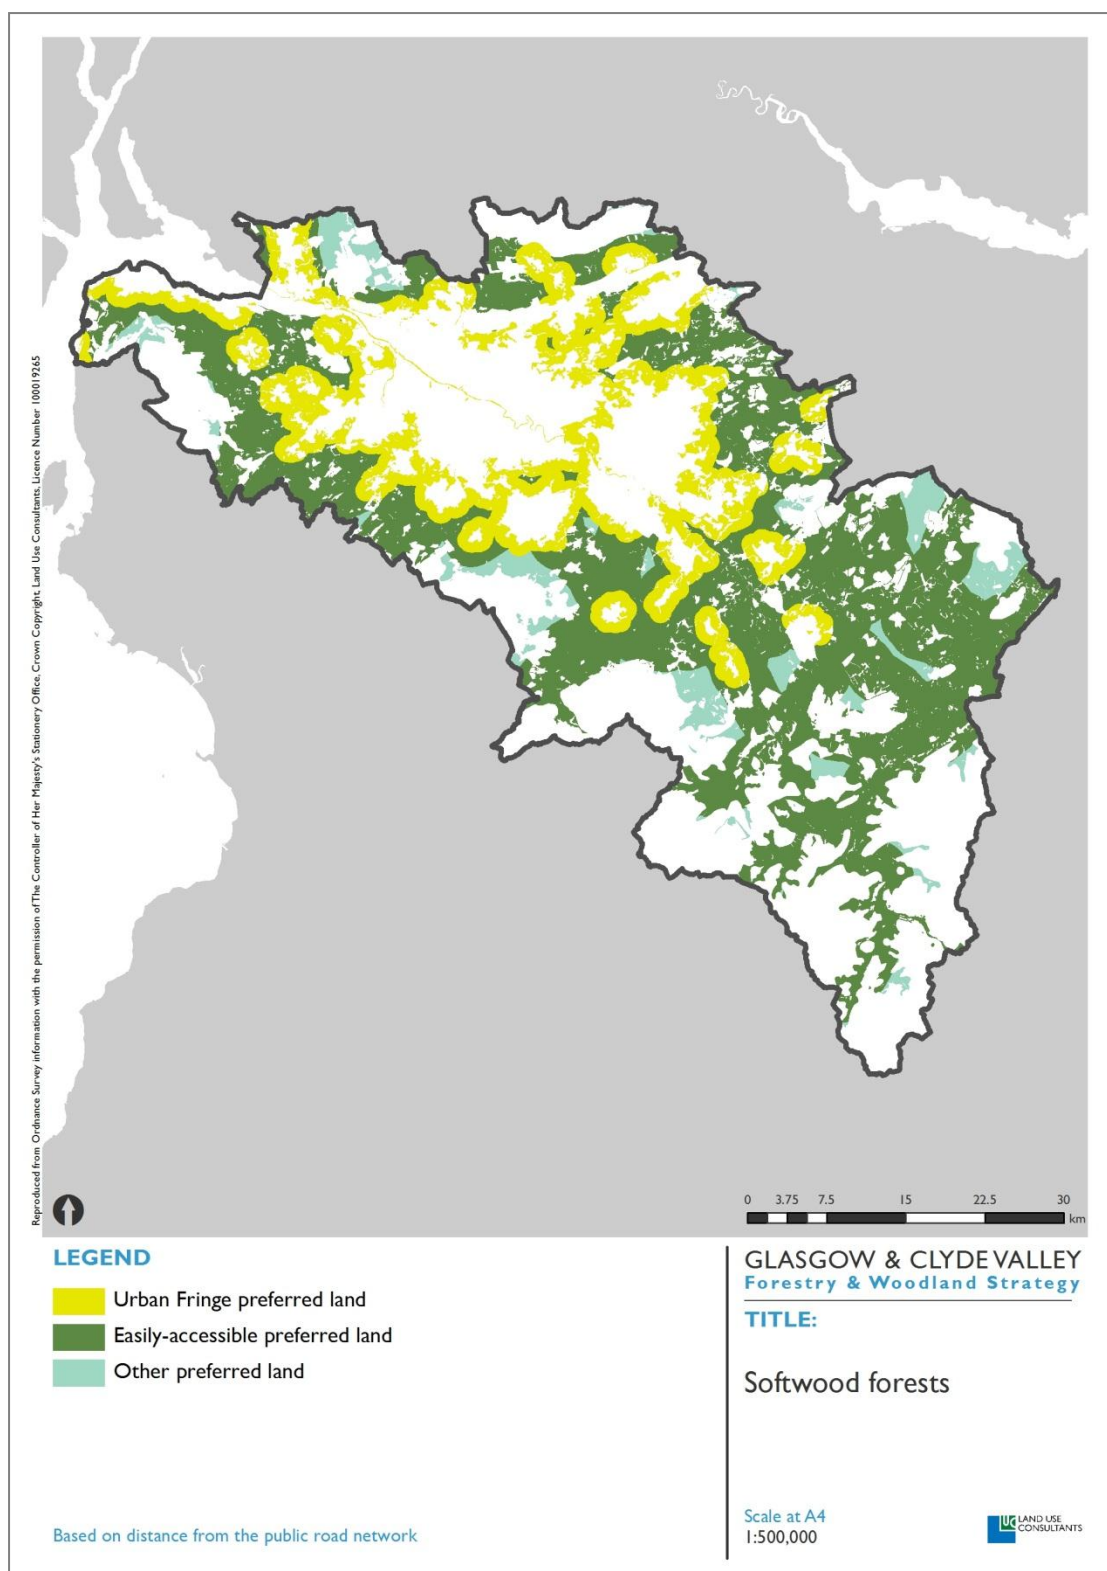 Reproduced from Ordnance Survey information with the permission of The Controller of Her Majesty's Stationery Office, Crown Copyright, Land Use Consultants, Licence Number 100019265
0 3.75 7.5 15 22.5 30
km
LEGEND
Urban Fringe preferred land
Easily-accessible preferred land
Other preferred land
Based on distance from the public road network
GLASGOW & CLYDE VALLEY
Forestry & Woodland Strategy
TITLE:
Softwood forests
Scale at A4
1:500,000
LUC
LAND USE
CONSULTANTS